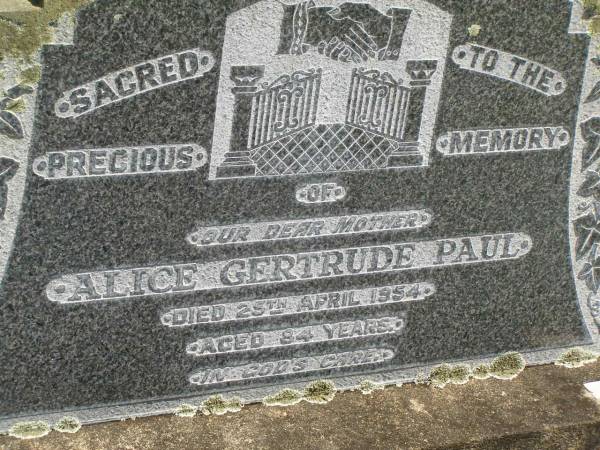 SACRED TO THE
PRECIOUS MEMORY
OF
OUR DEAR MOTHER
ALICE GERTRUDE PAUL
DIED 25TH APRIL 1954
AGED 84 YEARS.
IN GOD'S CARE.